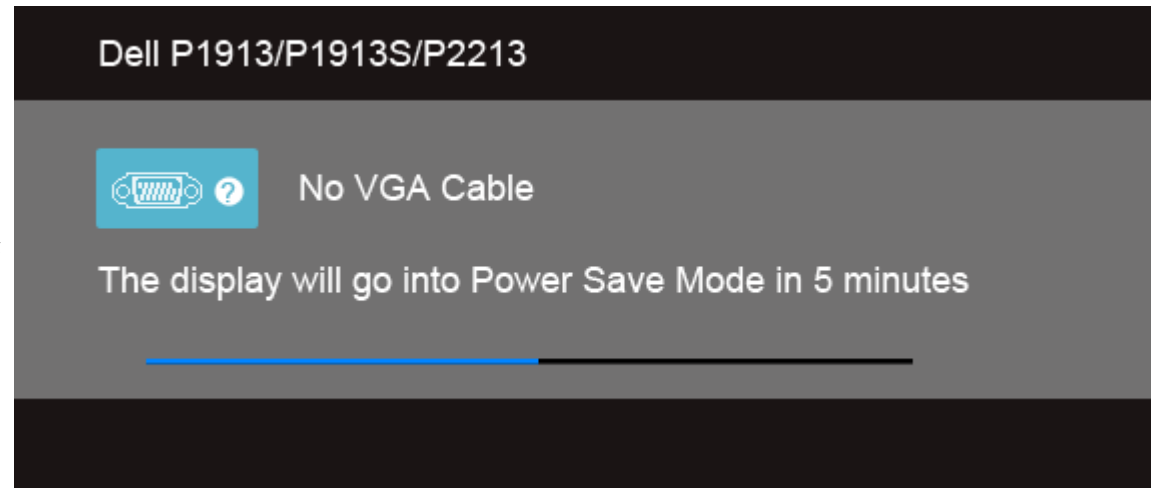 Dell P1913/P1913S/P2213
No VGA Cable
The display will go into Power Save Mode in 5 minutes